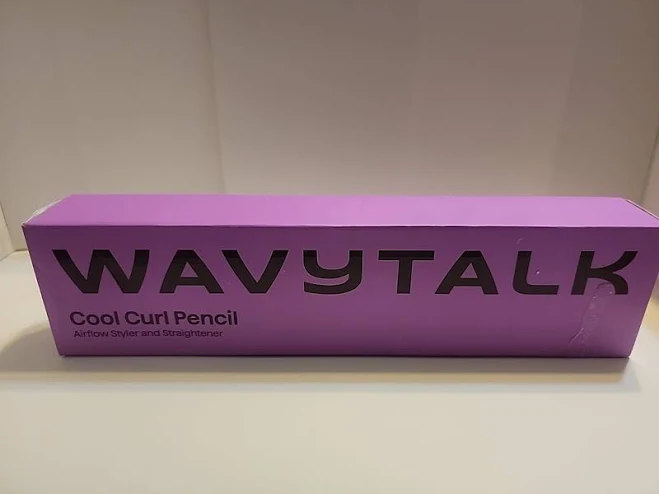 WAVYTALK
Cool Curl Pencil
Airflow Styler and Straightener